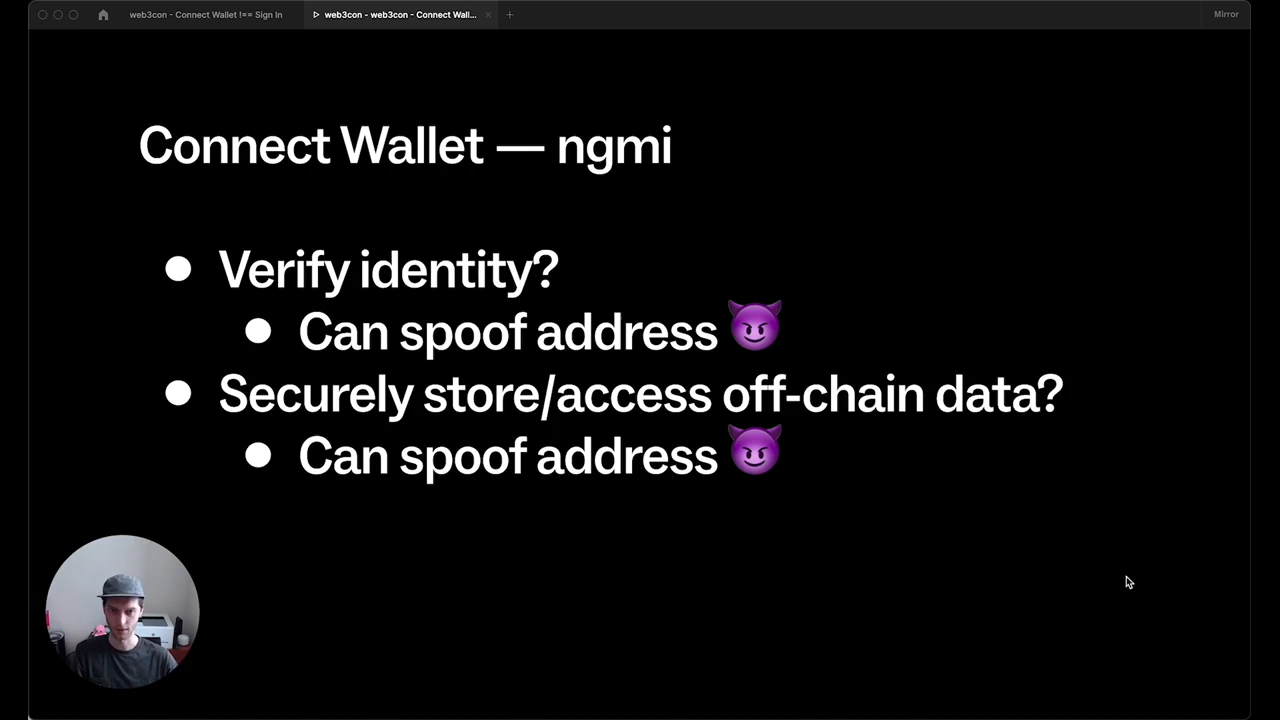 web3con - Connect Wallet !== Sign In
web3con - web3con - Connect Wall...
Mirror
Connect Wallet — ngmi
● Verify identity?
● Can spoof address 😈
● Securely store/access off-chain data?
● Can spoof address 😈